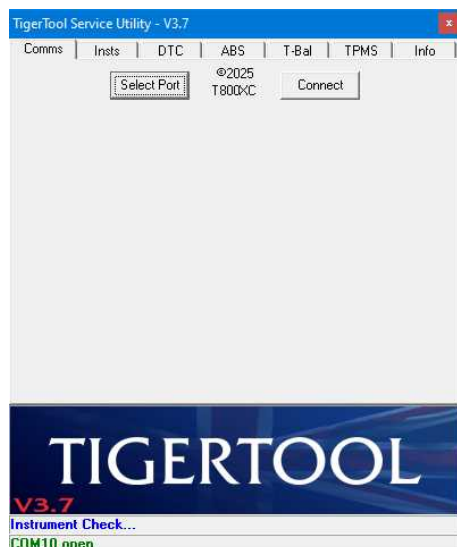 TigerTool Service Utility - V3.7 x
Comms Insts DTC ABS T-Bal TPMS Info
Select Port ©2025 Connect
T800XC
TIGERTOOL
V3.7
Instrument Check...
COM10 open